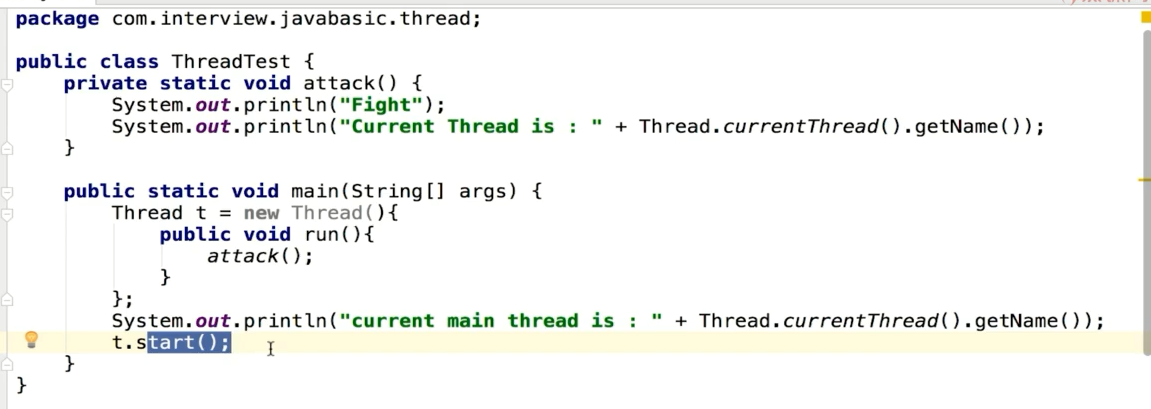 package com.interview.javabasic.thread;
public class ThreadTest {
private static void attack() {
System.out.println("Fight");
System.out.println("Current Thread is : " + Thread.currentThread().getName());
}
public static void main(String[] args) {
Thread t = new Thread(){
public void run(){
attack();
}
};
System.out.println("current main thread is : " + Thread.currentThread().getName());
t.start();
}
}